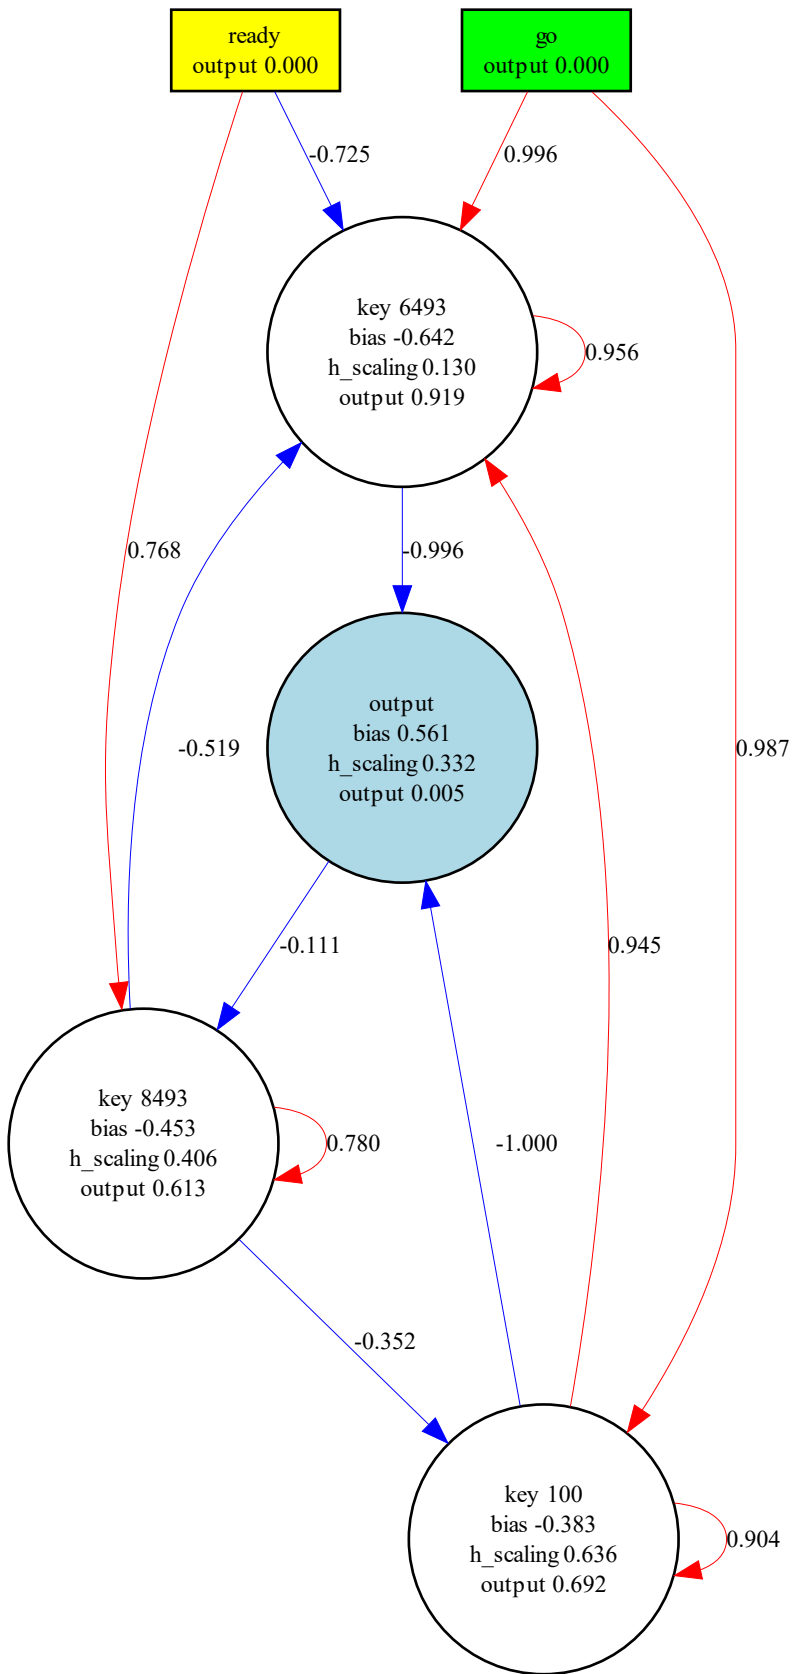 ready
output 0.000
go
output 0.000
-0.725
0.996
key 6493
bias -0.642
h_scaling 0.130
output 0.919
0.956
0.768
-0.996
output
bias 0.561
h_scaling 0.332
output 0.005
-0.519
0.987
-0.111
0.945
key 8493
bias -0.453
h_scaling 0.406
output 0.613
0.780
-1.000
-0.352
key 100
bias -0.383
h_scaling 0.636
output 0.692
0.904